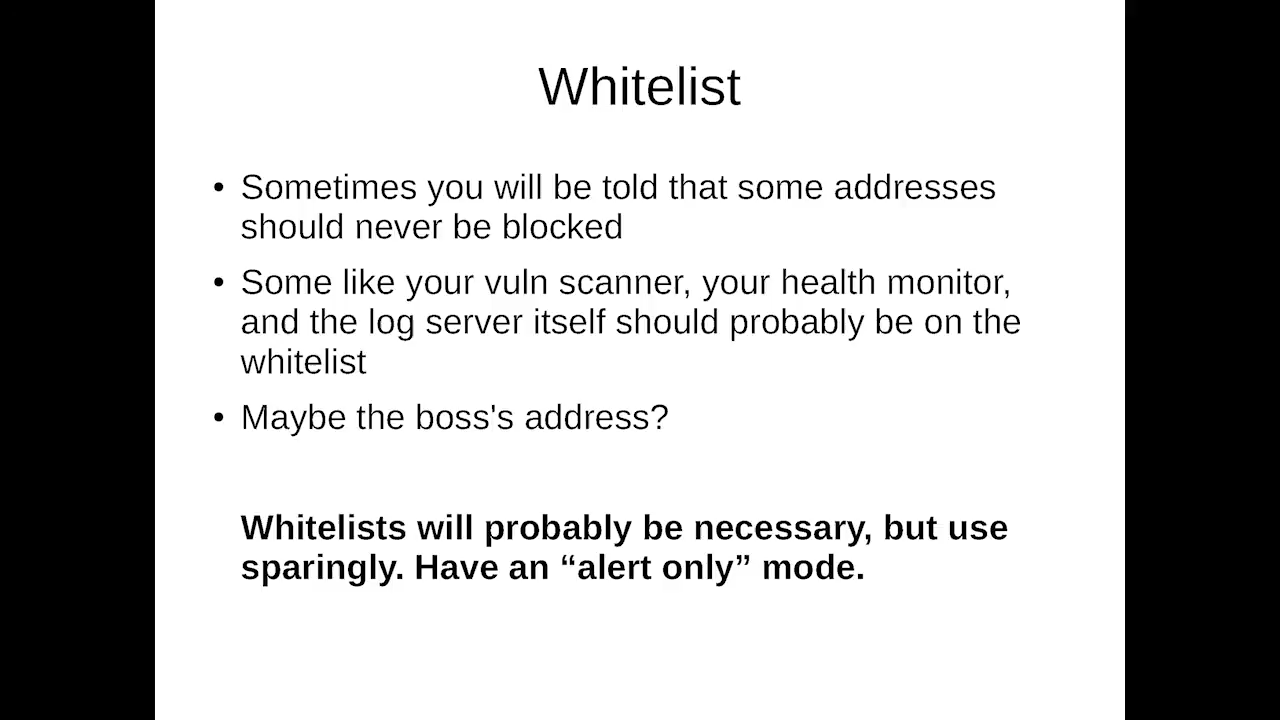 Whitelist
• Sometimes you will be told that some addresses
should never be blocked
• Some like your vuln scanner, your health monitor,
and the log server itself should probably be on the
whitelist
• Maybe the boss's address?
Whitelists will probably be necessary, but use
sparingly. Have an “alert only” mode.